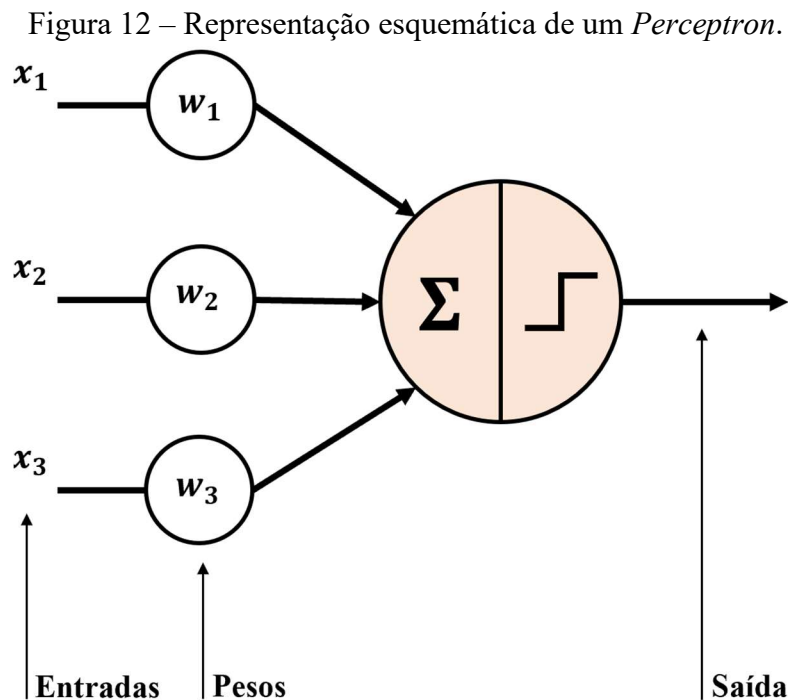 Figura 12 – Representação esquemática de um Perceptron.
x₁
w₁
x₂
w₂
Σ
x₃
w₃
Entradas
Pesos
Saída